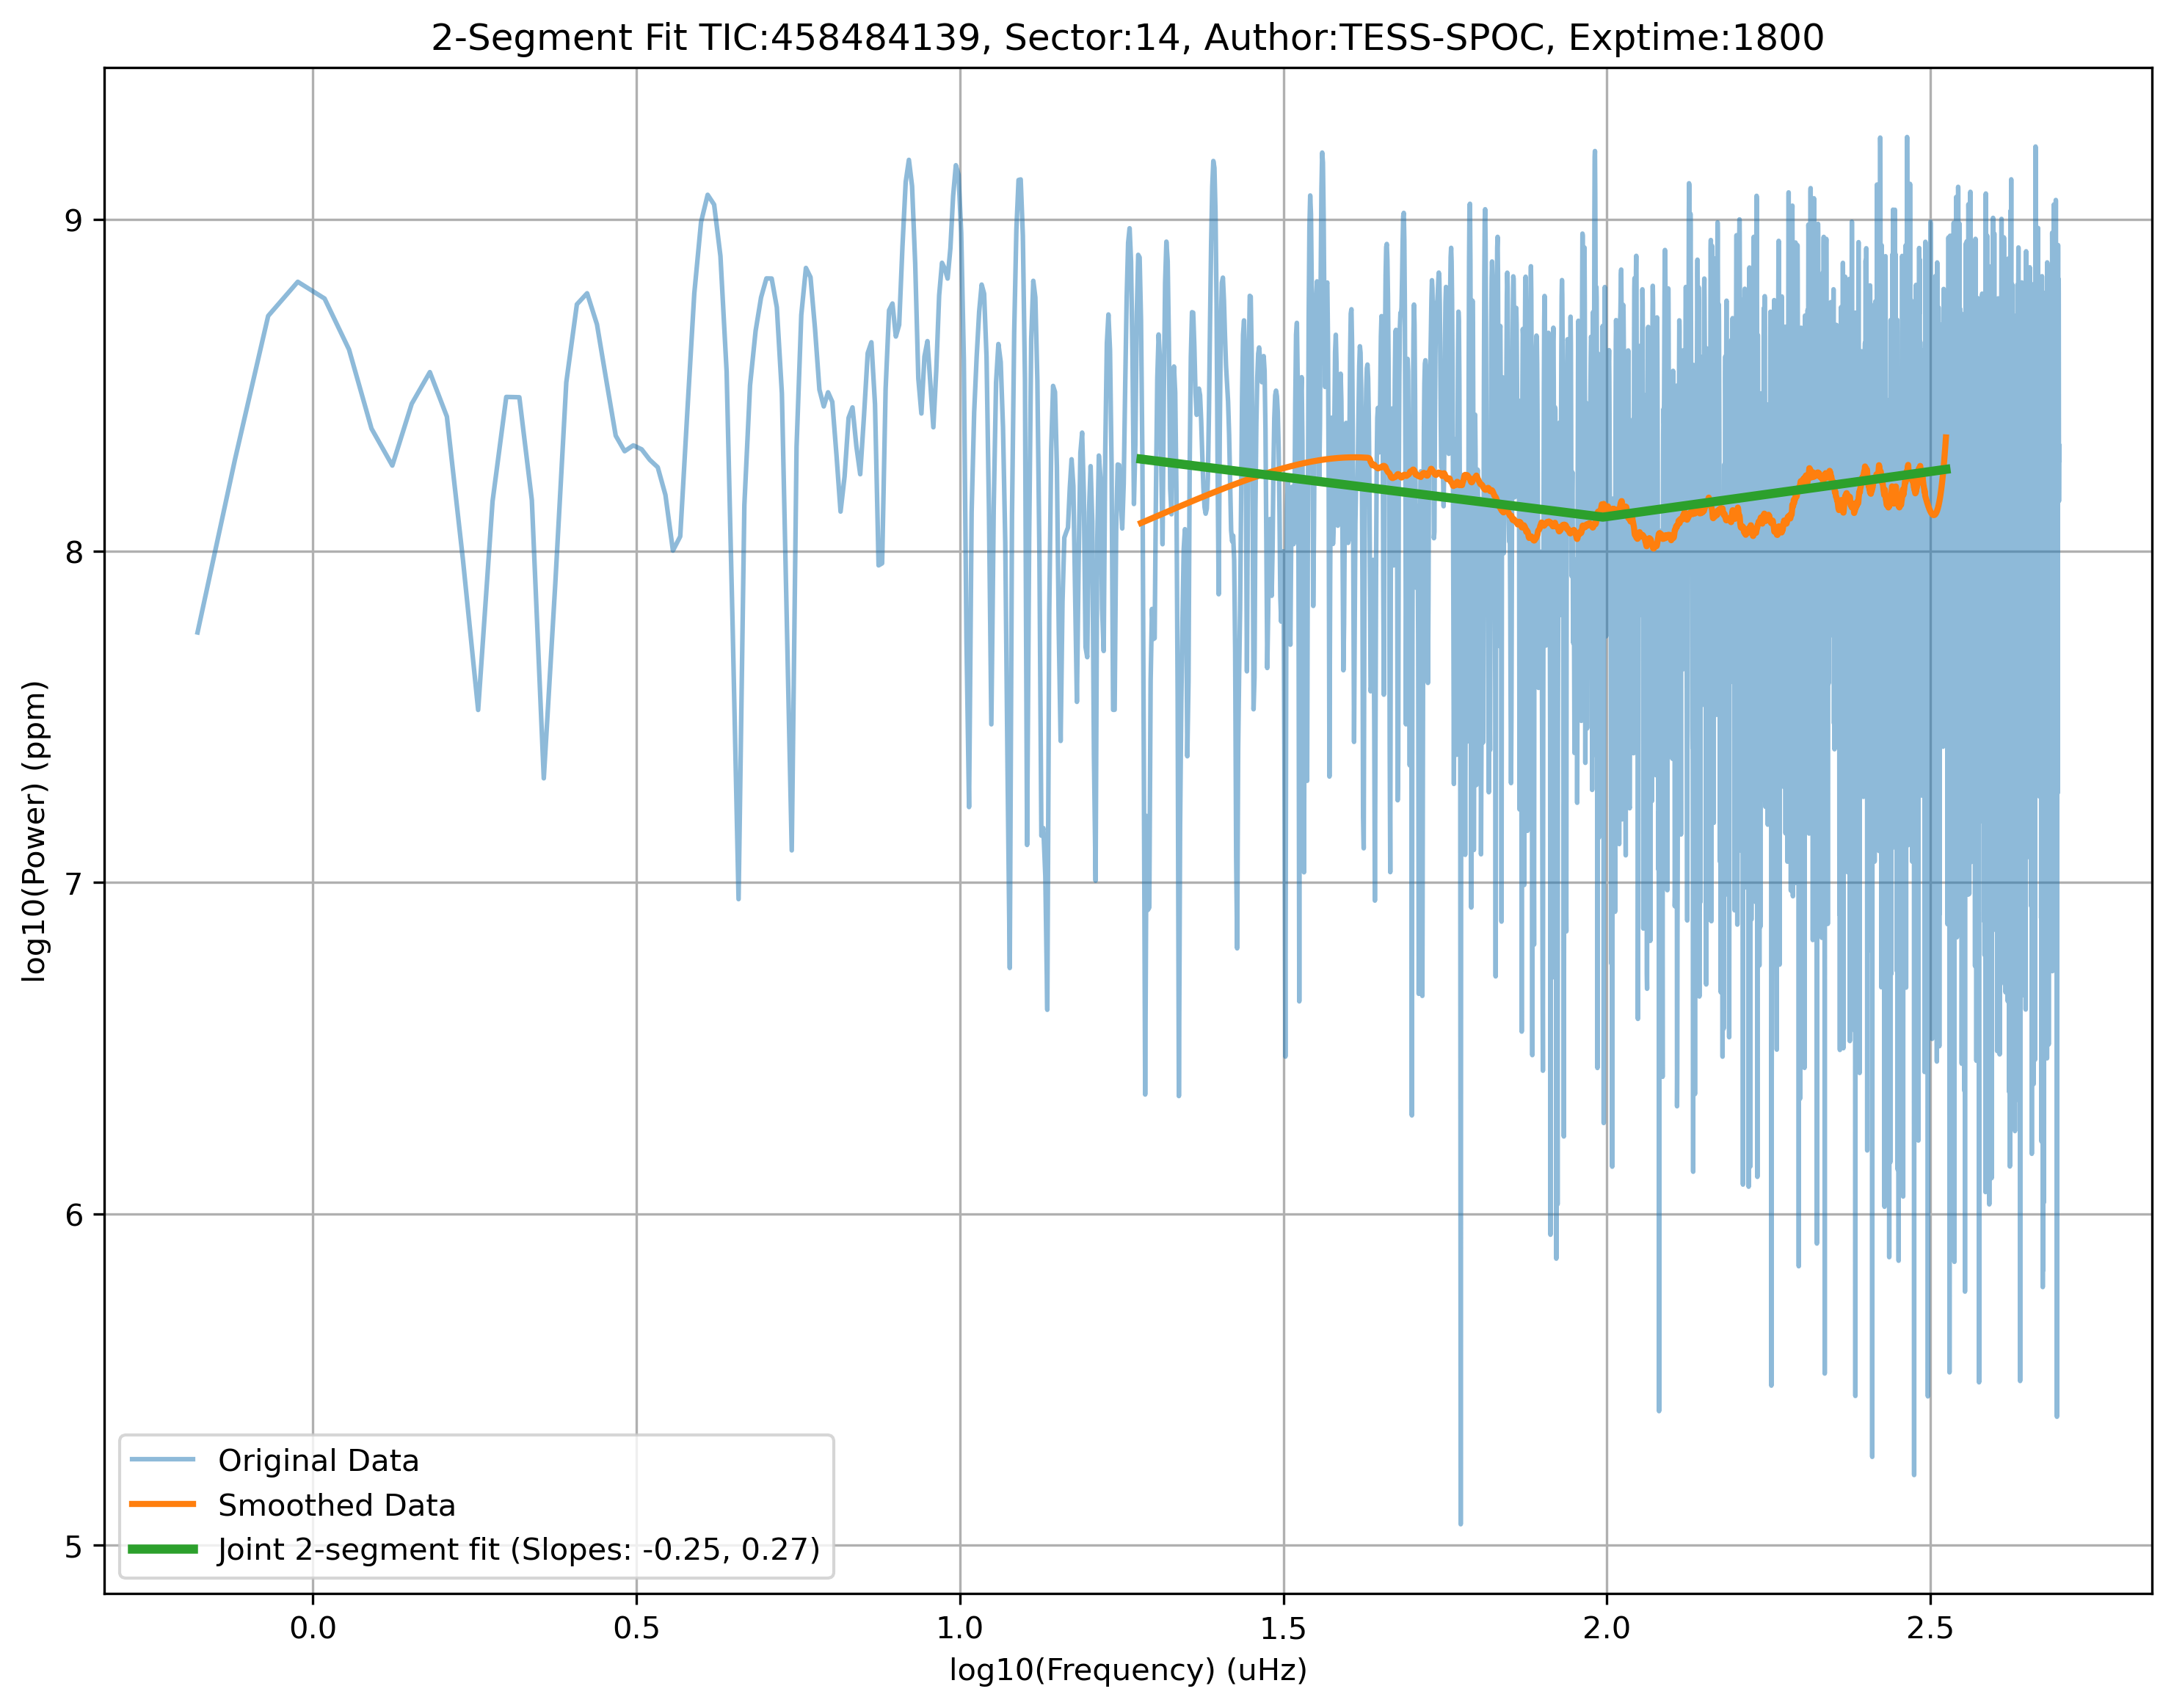 2-Segment Fit TIC:458484139, Sector:14, Author:TESS-SPOC, Exptime:1800
log10(Power) (ppm)
9
8
7
6
5
Original Data
Smoothed Data
Joint 2-segment fit (Slopes: -0.25, 0.27)
0.0 0.5 1.0 1.5 2.0 2.5
log10(Frequency) (uHz)